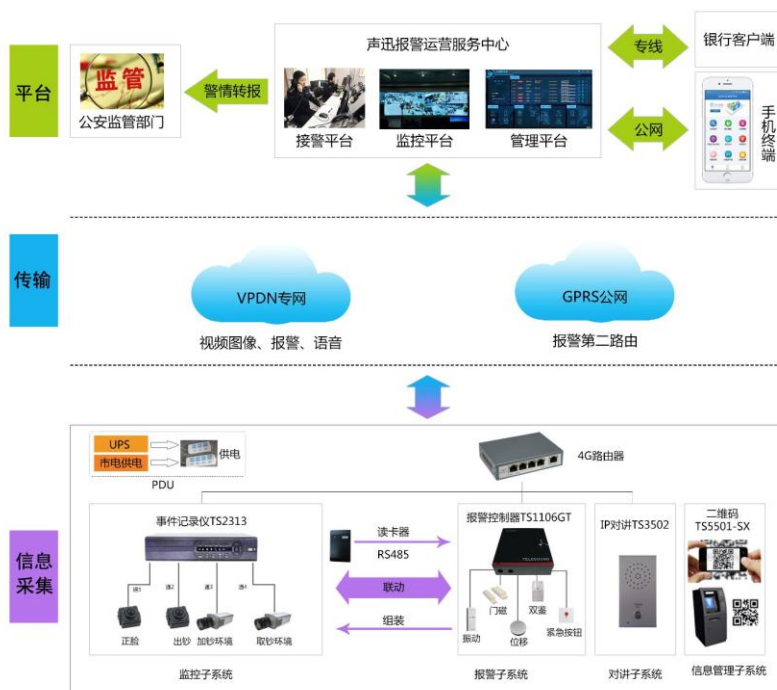 平台
监管
公安监管部门
警情转报
声迅报警运营服务中心
接警平台
监控平台
管理平台
专线
银行客户端
公网
手机终端
传输
VPDN专网
视频图像、报警、语音
GPRS公网
报警第二路由
信息
采集
UPS
市电供电
供电
PDU
4G路由器
事件记录仪TS2313
通1
通2
通3
通4
正脸
出钞
加钞环境
取钞环境
监控子系统
读卡器
RS485
联动
组装
报警控制器TS1106GT
门磁
双鉴
振动
位移
紧急按钮
报警子系统
IP对讲TS3502
对讲子系统
二维码
TS5501-SX
信息管理子系统